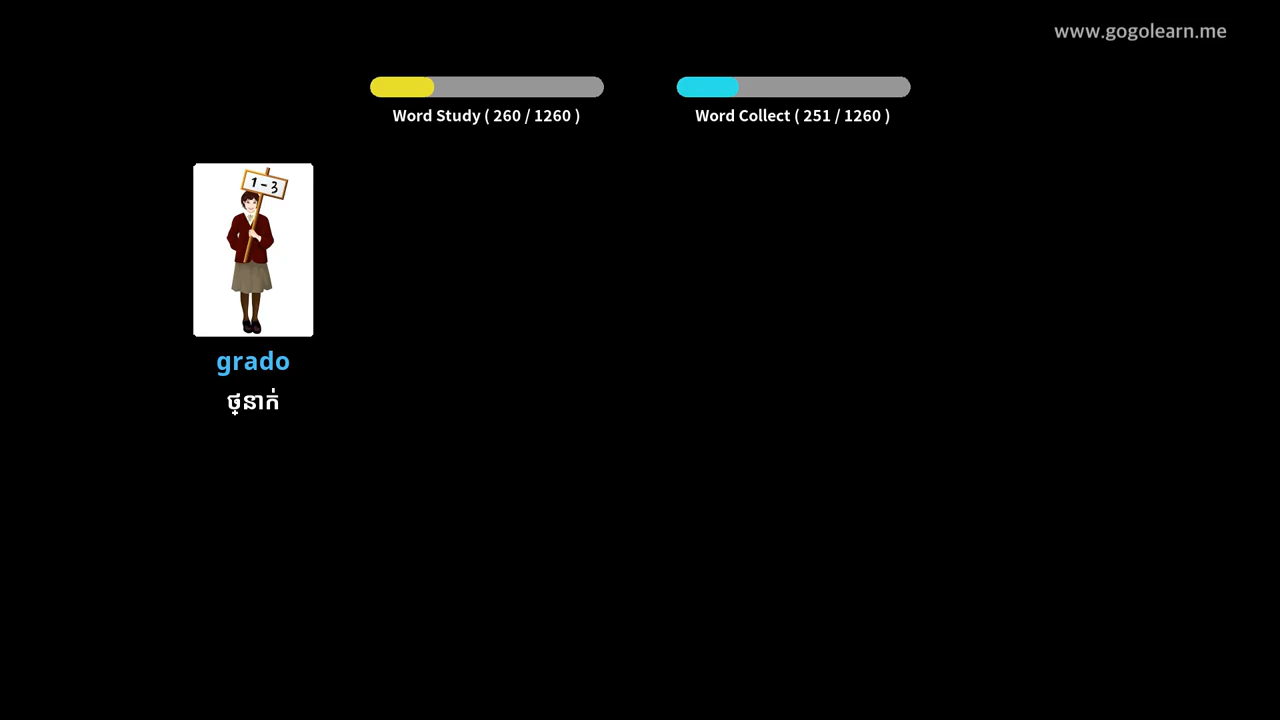 www.gogolearn.me
Word Study ( 260 / 1260 )
Word Collect ( 251 / 1260 )
1 - 3
grado
ថ្នាក់